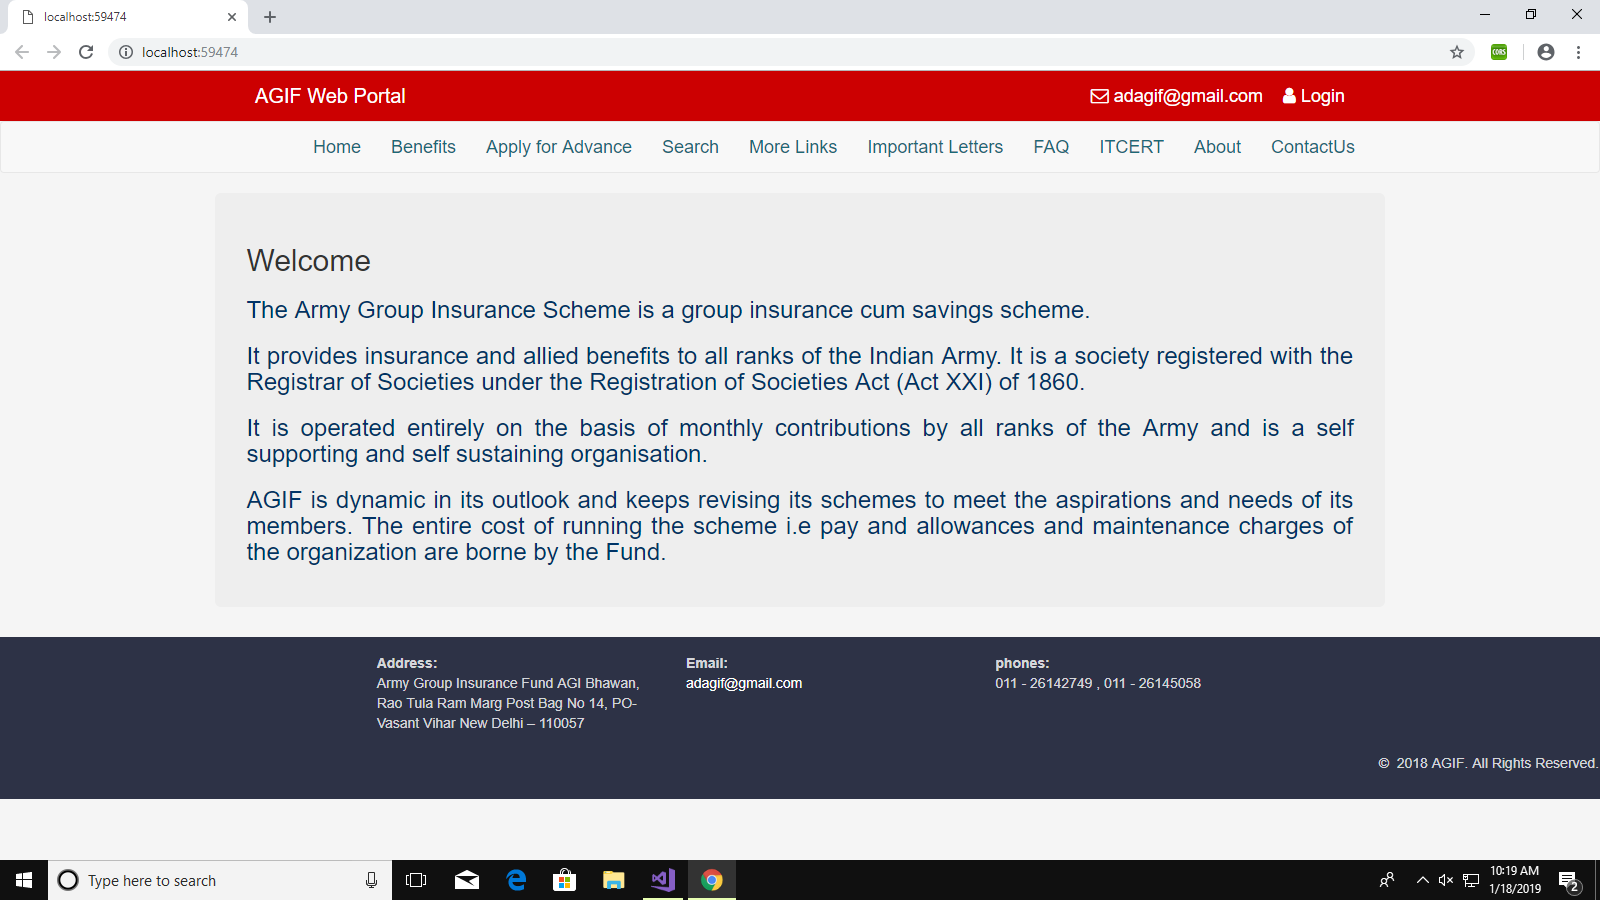 localhost:59474
localhost:59474
CORS
AGIF Web Portal
adagif@gmail.com Login
Home Benefits Apply for Advance Search More Links Important Letters FAQ ITCERT About ContactUs
Welcome
The Army Group Insurance Scheme is a group insurance cum savings scheme.
It provides insurance and allied benefits to all ranks of the Indian Army. It is a society registered with the
Registrar of Societies under the Registration of Societies Act (Act XXI) of 1860.
It is operated entirely on the basis of monthly contributions by all ranks of the Army and is a self
supporting and self sustaining organisation.
AGIF is dynamic in its outlook and keeps revising its schemes to meet the aspirations and needs of its
members. The entire cost of running the scheme i.e pay and allowances and maintenance charges of
the organization are borne by the Fund.
Address:
Army Group Insurance Fund AGI Bhawan,
Rao Tula Ram Marg Post Bag No 14, PO-
Vasant Vihar New Delhi – 110057
Email:
adagif@gmail.com
phones:
011 - 26142749 , 011 - 26145058
© 2018 AGIF. All Rights Reserved.
Type here to search
10:19 AM
1/18/2019
2